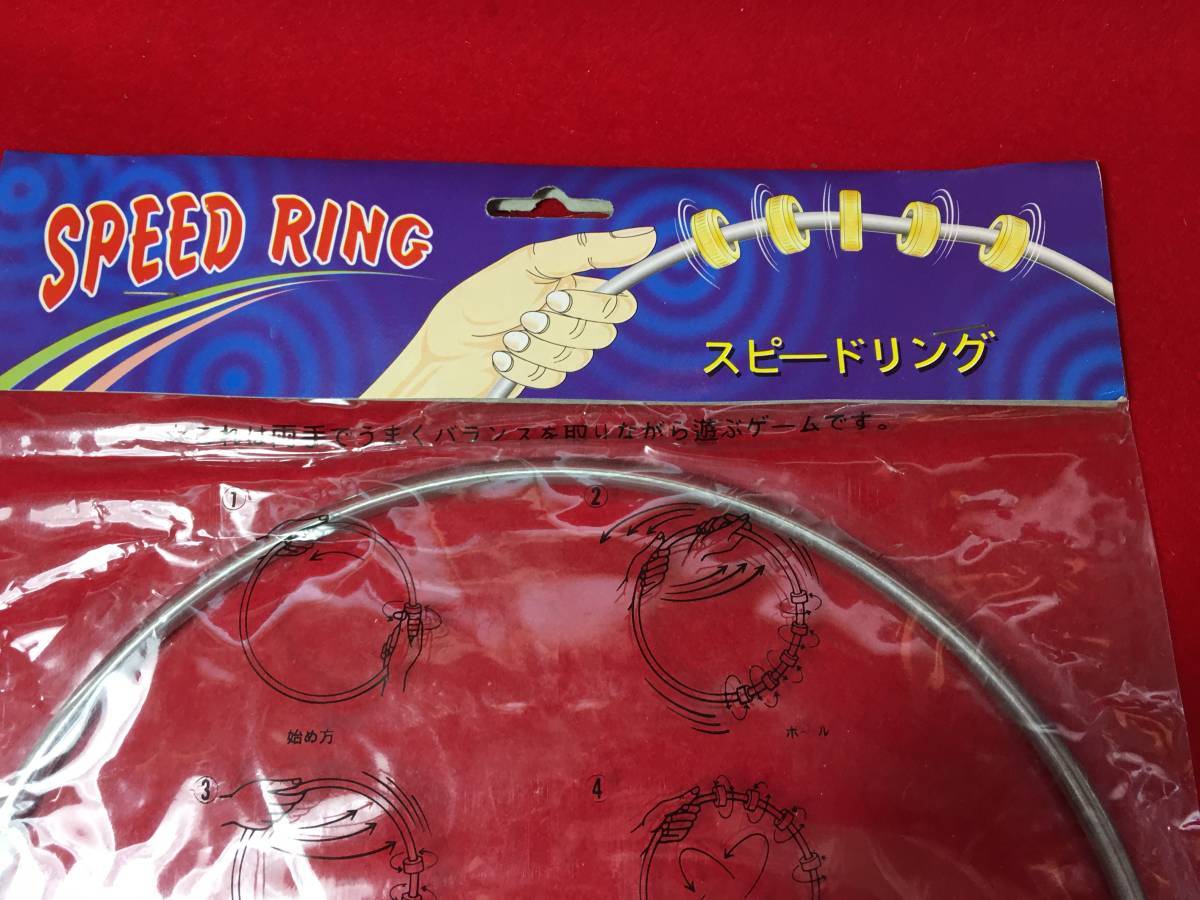 SPEED RING
スピードリング
これは両手でうまくバランスを取りながら遊ぶゲームです。
① ②
始め方 ボール
③ ④